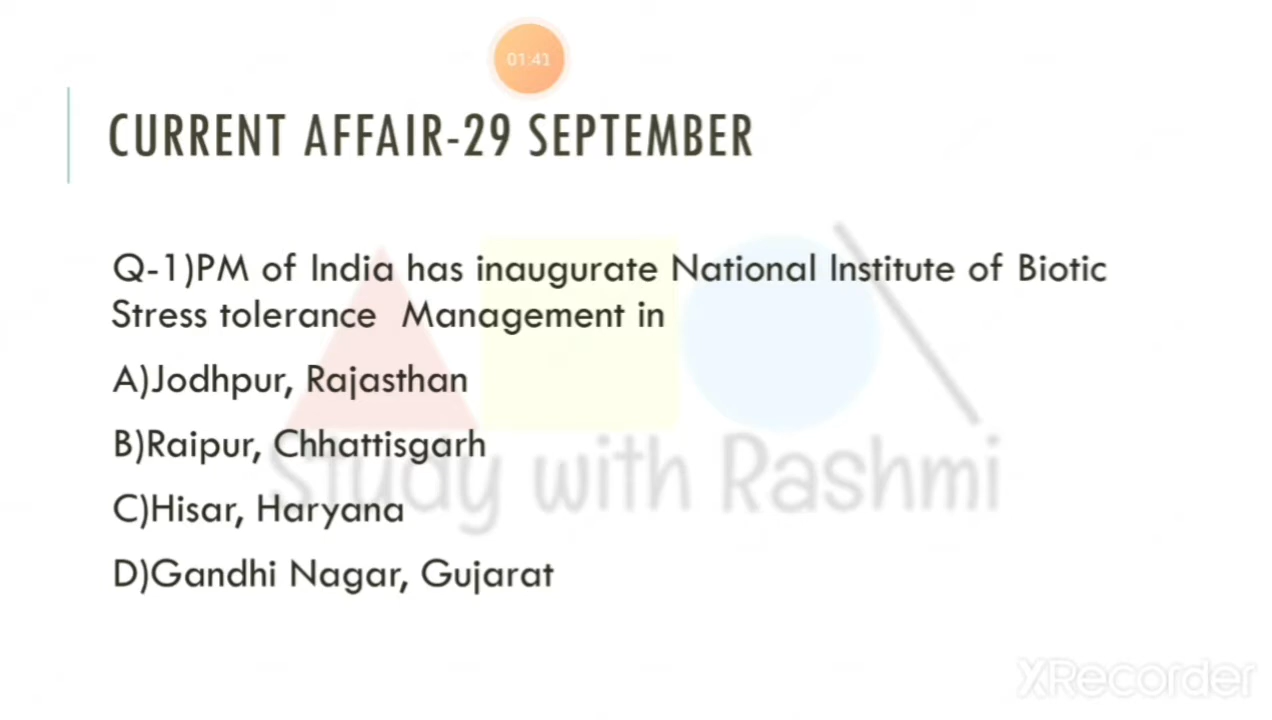 01:41
CURRENT AFFAIR-29 SEPTEMBER
Q-1)PM of India has inaugurate National Institute of Biotic
Stress tolerance Management in
A)Jodhpur, Rajasthan
B)Raipur, Chhattisgarh
C)Hisar, Haryana
D)Gandhi Nagar, Gujarat
Study with Rashmi
XRecorder